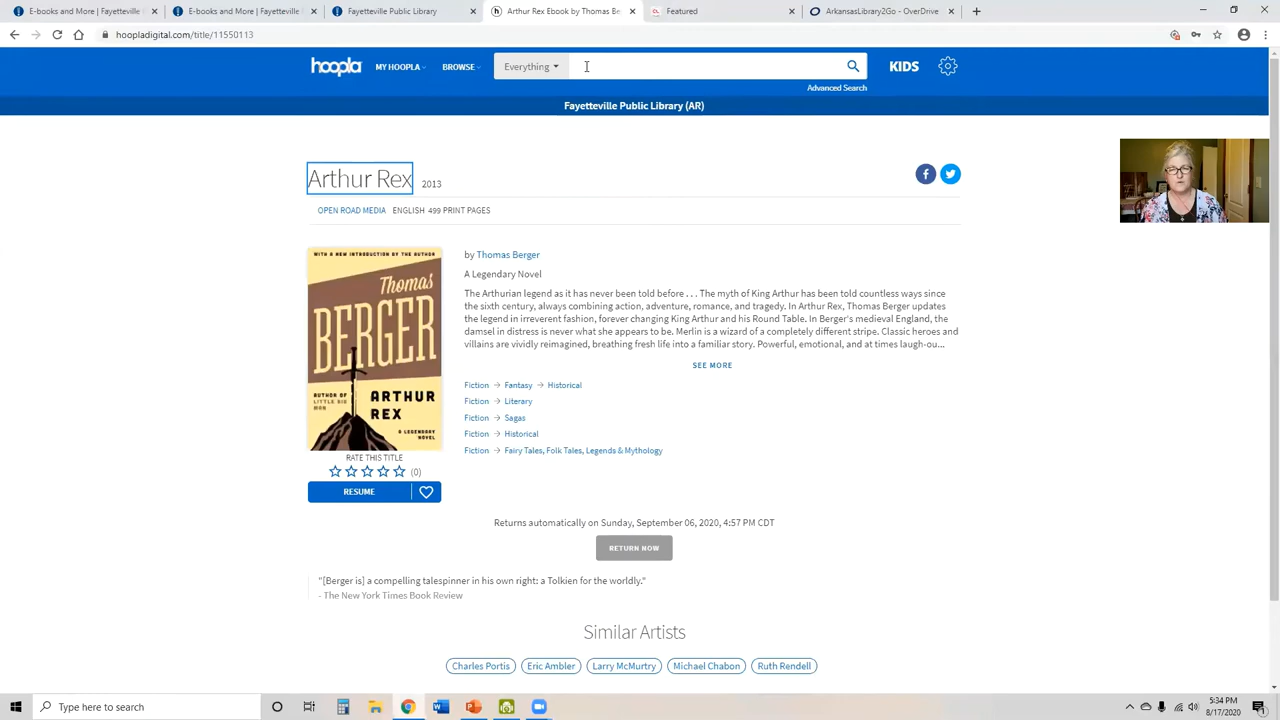 E-books and More | Fayetteville
E-books and More | Fayetteville
Arthur Rex Ebook by Thomas Be
Featured
ArkansasLibrary2Go - OverDrive
hoopladigital.com/title/11550113
hoopla
MY HOOPLA
BROWSE
Everything
KIDS
Advanced Search
Fayetteville Public Library (AR)
Arthur Rex 2013
OPEN ROAD MEDIA ENGLISH 499 PRINT PAGES
WITH A NEW INTRODUCTION BY THE AUTHOR
Thomas
BERGER
AUTHOR OF
LITTLE BIG
MAN
ARTHUR
REX
A LEGENDARY
NOVEL
by Thomas Berger
A Legendary Novel
The Arthurian legend as it has never been told before . . . The myth of King Arthur has been told countless ways since
the sixth century, always combining action, adventure, romance, and tragedy. In Arthur Rex, Thomas Berger updates
the legend in irreverent fashion, forever changing King Arthur and his Round Table. In Berger's medieval England, the
damsel in distress is never what she appears to be. Merlin is a wizard of a completely different stripe. Classic heroes and
villains are vividly reimagined, breathing fresh life into a familiar story. Powerful, emotional, and at times laugh-ou...
SEE MORE
Fiction → Fantasy → Historical
Fiction → Literary
Fiction → Sagas
Fiction → Historical
Fiction → Fairy Tales, Folk Tales, Legends & Mythology
RATE THIS TITLE
(0)
RESUME
Returns automatically on Sunday, September 06, 2020, 4:57 PM CDT
RETURN NOW
"[Berger is] a compelling talespinner in his own right: a Tolkien for the worldly."
- The New York Times Book Review
Similar Artists
Charles Portis Eric Ambler Larry McMurtry Michael Chabon Ruth Rendell
Type here to search
5:34 PM
8/17/2020